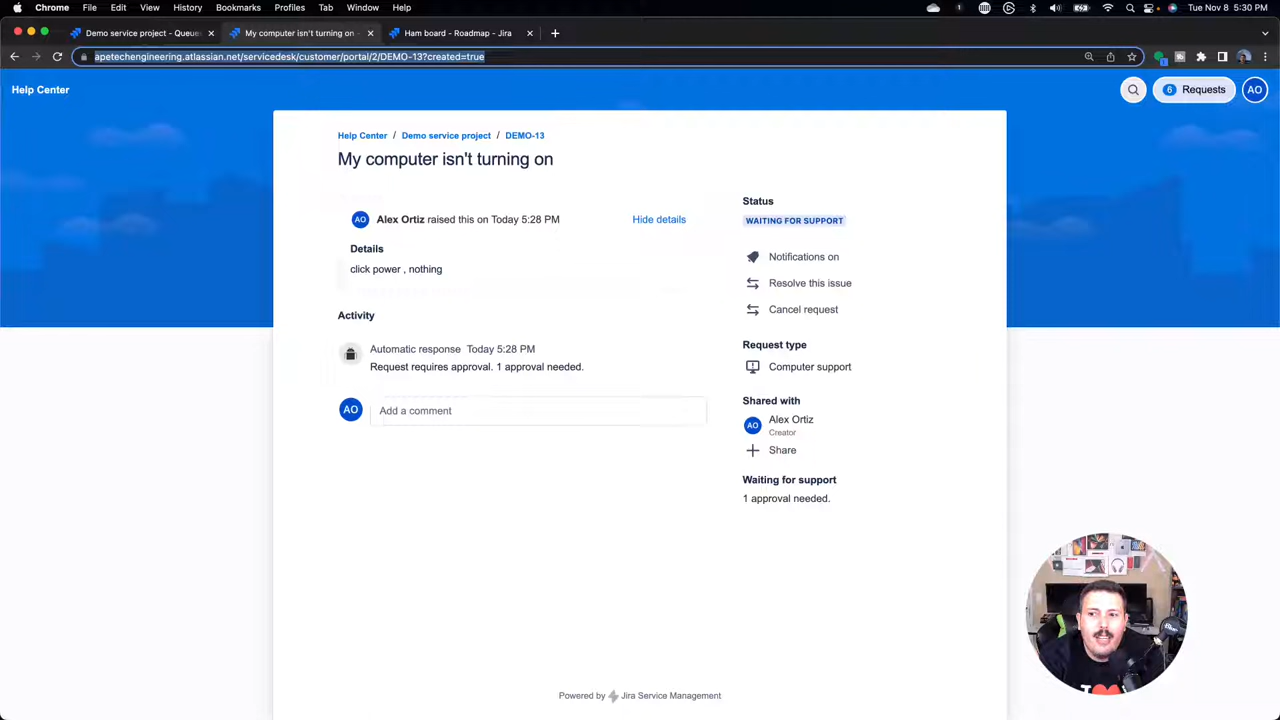 Chrome File Edit View History Bookmarks Profiles Tab Window Help
1 Tue Nov 8 5:30 PM
Demo service project - Queue
My computer isn't turning on -
Ham board - Roadmap - Jira
apetechengineering.atlassian.net/servicedesk/customer/portal/2/DEMO-13?created=true
Help Center
6 Requests AO
Help Center / Demo service project / DEMO-13
My computer isn't turning on
AO Alex Ortiz raised this on Today 5:28 PM
Hide details
Details
click power , nothing
Activity
Automatic response Today 5:28 PM
Request requires approval. 1 approval needed.
AO Add a comment
Status
WAITING FOR SUPPORT
Notifications on
Resolve this issue
Cancel request
Request type
Computer support
Shared with
AO Alex Ortiz
Creator
Share
Waiting for support
1 approval needed.
Powered by Jira Service Management